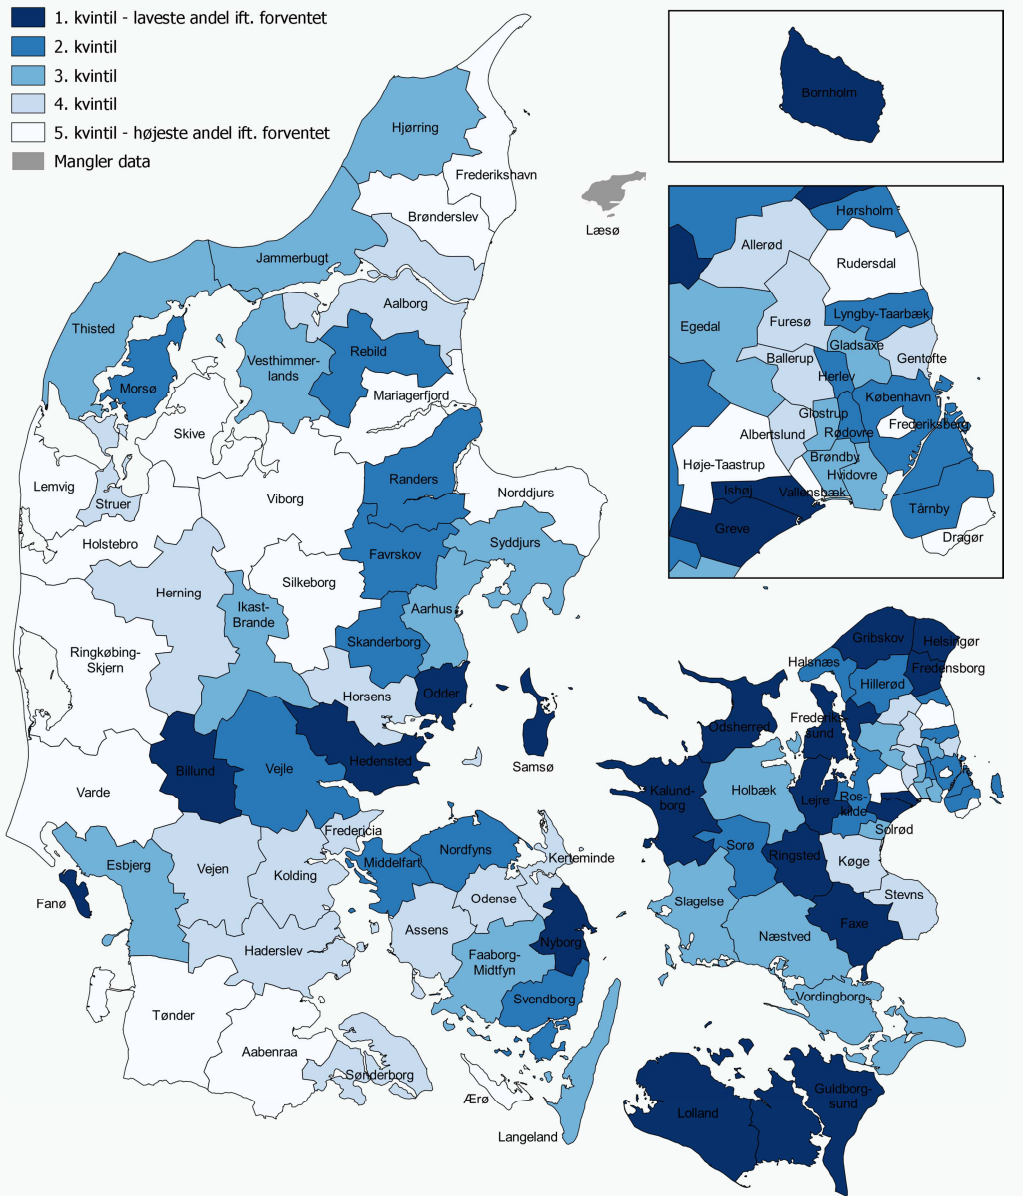 1. kvintil - laveste andel ift. forventet
2. kvintil
3. kvintil
4. kvintil
5. kvintil - højeste andel ift. forventet
Mangler data
Bornholm
Hjørring
Frederikshavn
Brønderslev
Læsø
Jammerbugt
Aalborg
Thisted
Vesthimmer-
lands
Rebild
Morsø
Mariagerfjord
Skive
Lemvig
Struer
Viborg
Randers
Norddjurs
Holstebro
Favrskov
Syddjurs
Herning
Silkeborg
Ikast-
Brande
Aarhus
Skanderborg
Ringkøbing-
Skjern
Horsens
Odder
Samsø
Billund
Vejle
Hedensted
Varde
Fredericia
Esbjerg
Vejen
Kolding
Middelfart
Nordfyns
Kerteminde
Fanø
Odense
Assens
Nyborg
Haderslev
Faaborg-
Midtfyn
Svendborg
Tønder
Aabenraa
Sønderborg
Ærø
Langeland
Hørsholm
Allerød
Rudersdal
Egedal
Furesø
Lyngby-Taarbæk
Gladsaxe
Ballerup
Gentofte
Herlev
København
Glostrup
Frederiksberg
Albertslund
Rødovre
Høje-Taastrup
Brøndby
Hvidovre
Ishøj
Vallensbæk
Greve
Tårnby
Dragør
Gribskov
Helsingør
Halsnæs
Fredensborg
Hillerød
Odsherred
Frederiks-
sund
Kalund-
borg
Holbæk
Lejre
Ros-
kilde
Solrød
Sorø
Ringsted
Køge
Slagelse
Stevns
Faxe
Næstved
Vordingborg
Lolland
Guldborg-
sund